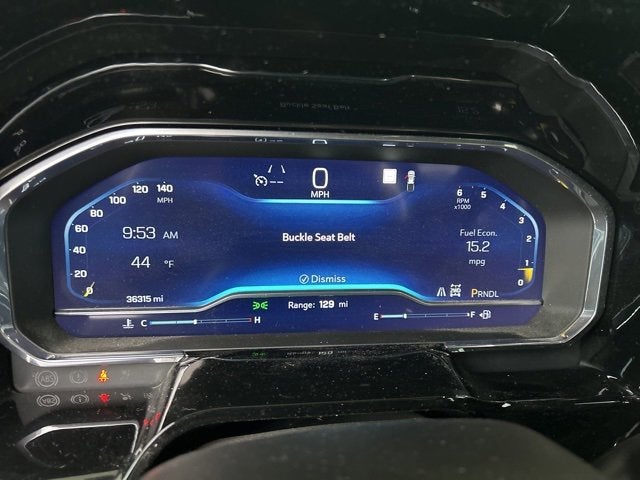 0
MPH
120 140
100 MPH
80
60
40
20
0
9:53 AM
44 °F
36315 mi
Buckle Seat Belt
Dismiss
6 5
RPM
x1000
4
3
2
1
0
Fuel Econ.
15.2
mpg
PRNDL
C H
Range: 129 mi
E F
ABS